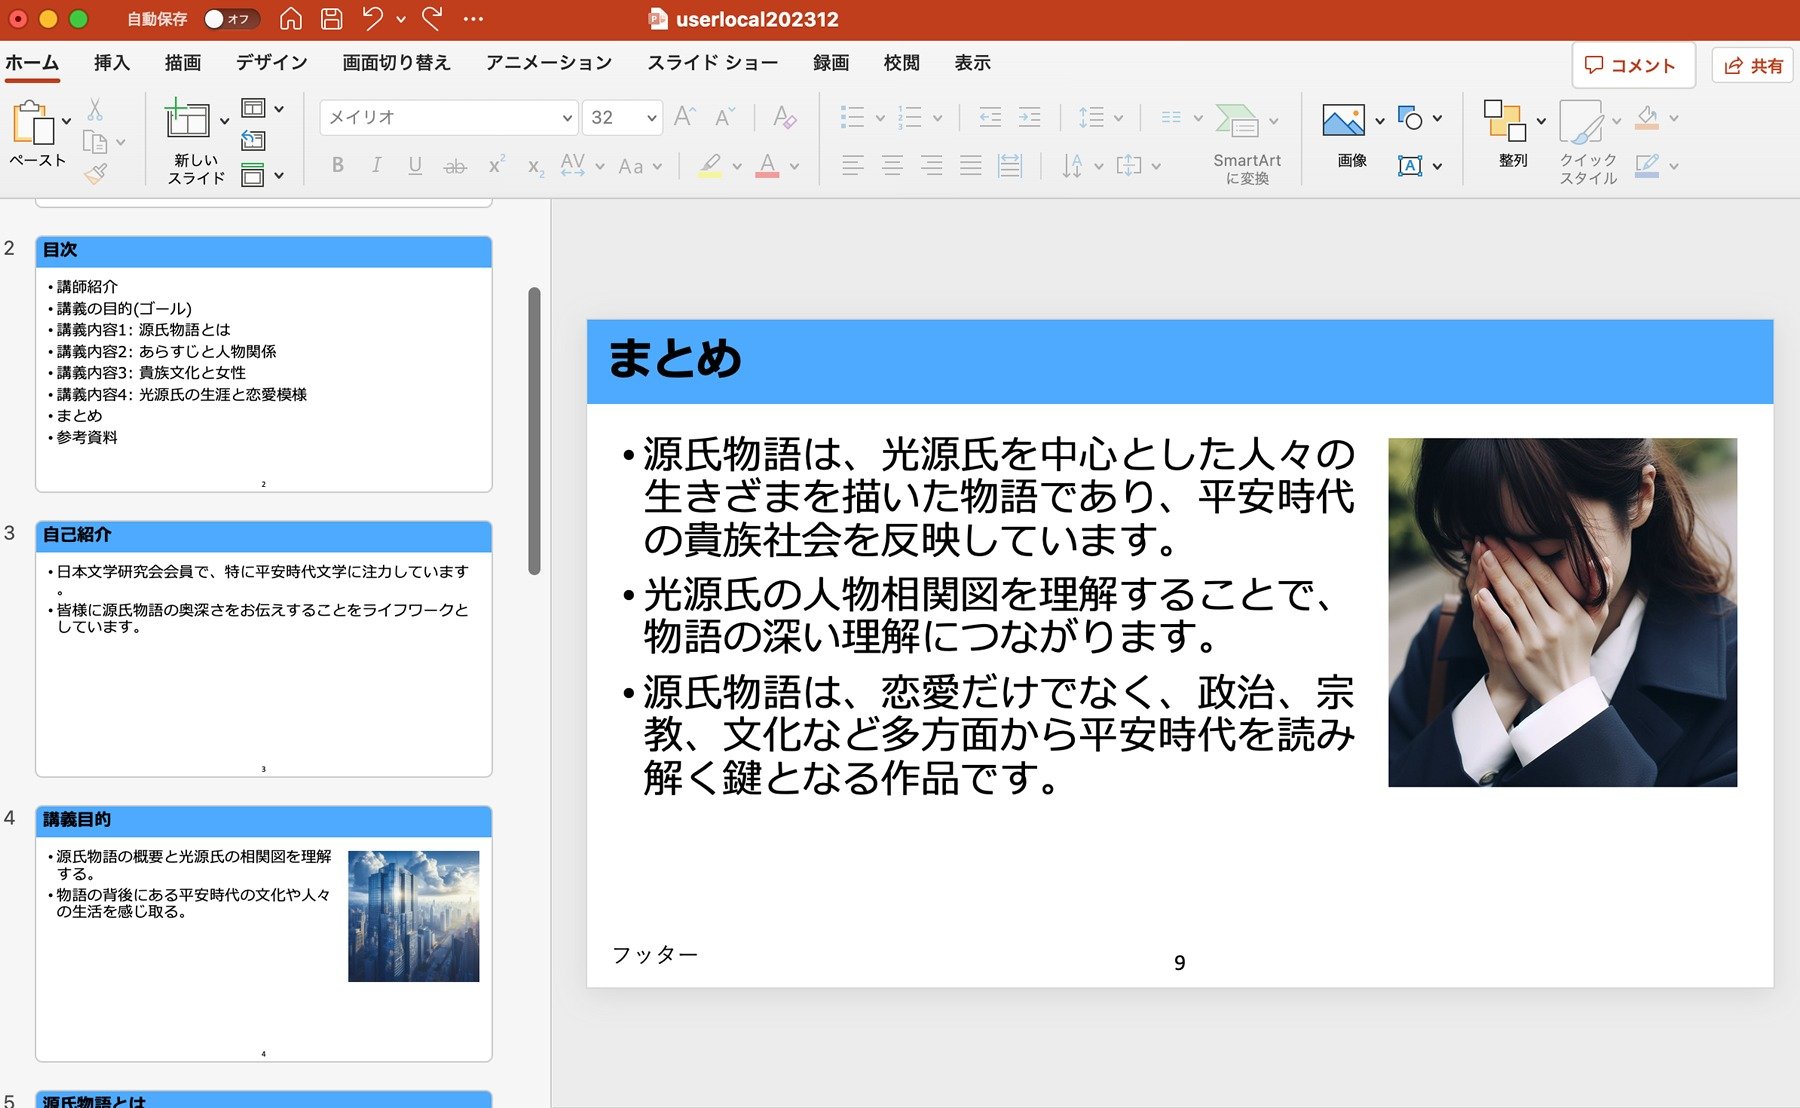 自動保存 オフ userlocal202312
ホーム 挿入 描画 デザイン 画面切り替え アニメーション スライド ショー 録画 校閲 表示 コメント 共有
ペースト
新しい
スライド
メイリオ 32
B I U ab x² x₂ AV Aa A
SmartArt
に変換
画像
整列
クイック
スタイル
2
目次
•講師紹介
•講義の目的(ゴール)
•講義内容1: 源氏物語とは
•講義内容2: あらすじと人物関係
•講義内容3: 貴族文化と女性
•講義内容4: 光源氏の生涯と恋愛模様
•まとめ
•参考資料
2
3
自己紹介
•日本文学研究会会員で、特に平安時代文学に注力しています
。
•皆様に源氏物語の奥深さをお伝えすることをライフワークと
しています。
3
4
講義目的
•源氏物語の概要と光源氏の相関図を理解
する。
•物語の背後にある平安時代の文化や人々
の生活を感じ取る。
4
5
源氏物語とは
まとめ
•源氏物語は、光源氏を中心とした人々の
生きざまを描いた物語であり、平安時代
の貴族社会を反映しています。
•光源氏の人物相関図を理解することで、
物語の深い理解につながります。
•源氏物語は、恋愛だけでなく、政治、宗
教、文化など多方面から平安時代を読み
解く鍵となる作品です。
フッター
9